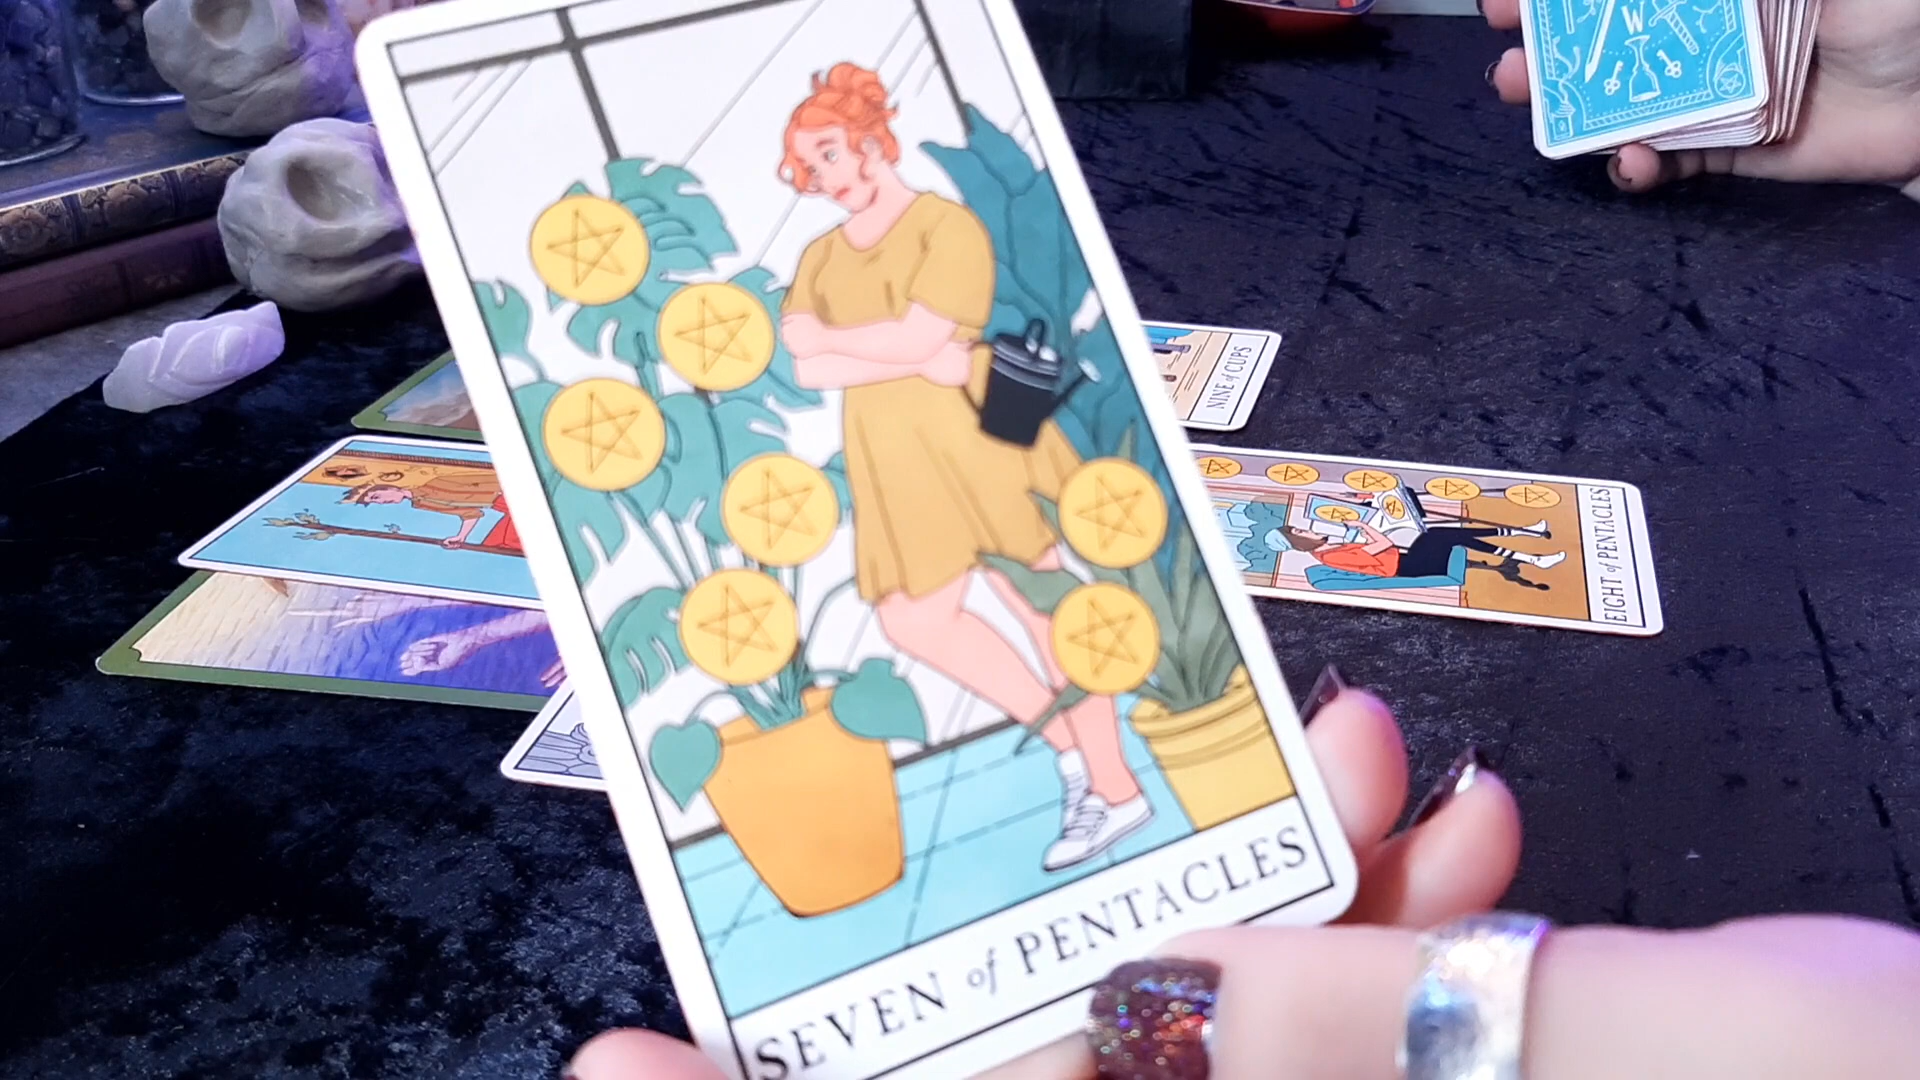 W
NINE of CUPS
EIGHT of PENTACLES
SEVEN of PENTACLES